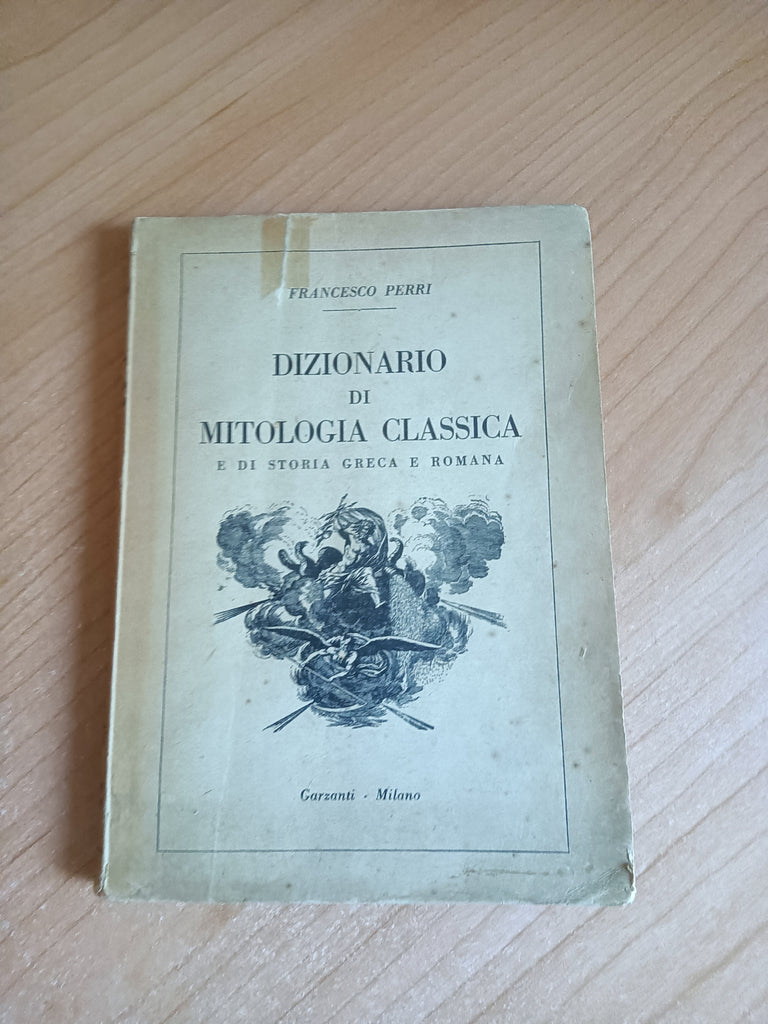 FRANCESCO PERRI
DIZIONARIO
DI
MITOLOGIA CLASSICA
E DI STORIA GRECA E ROMANA
Garzanti - Milano